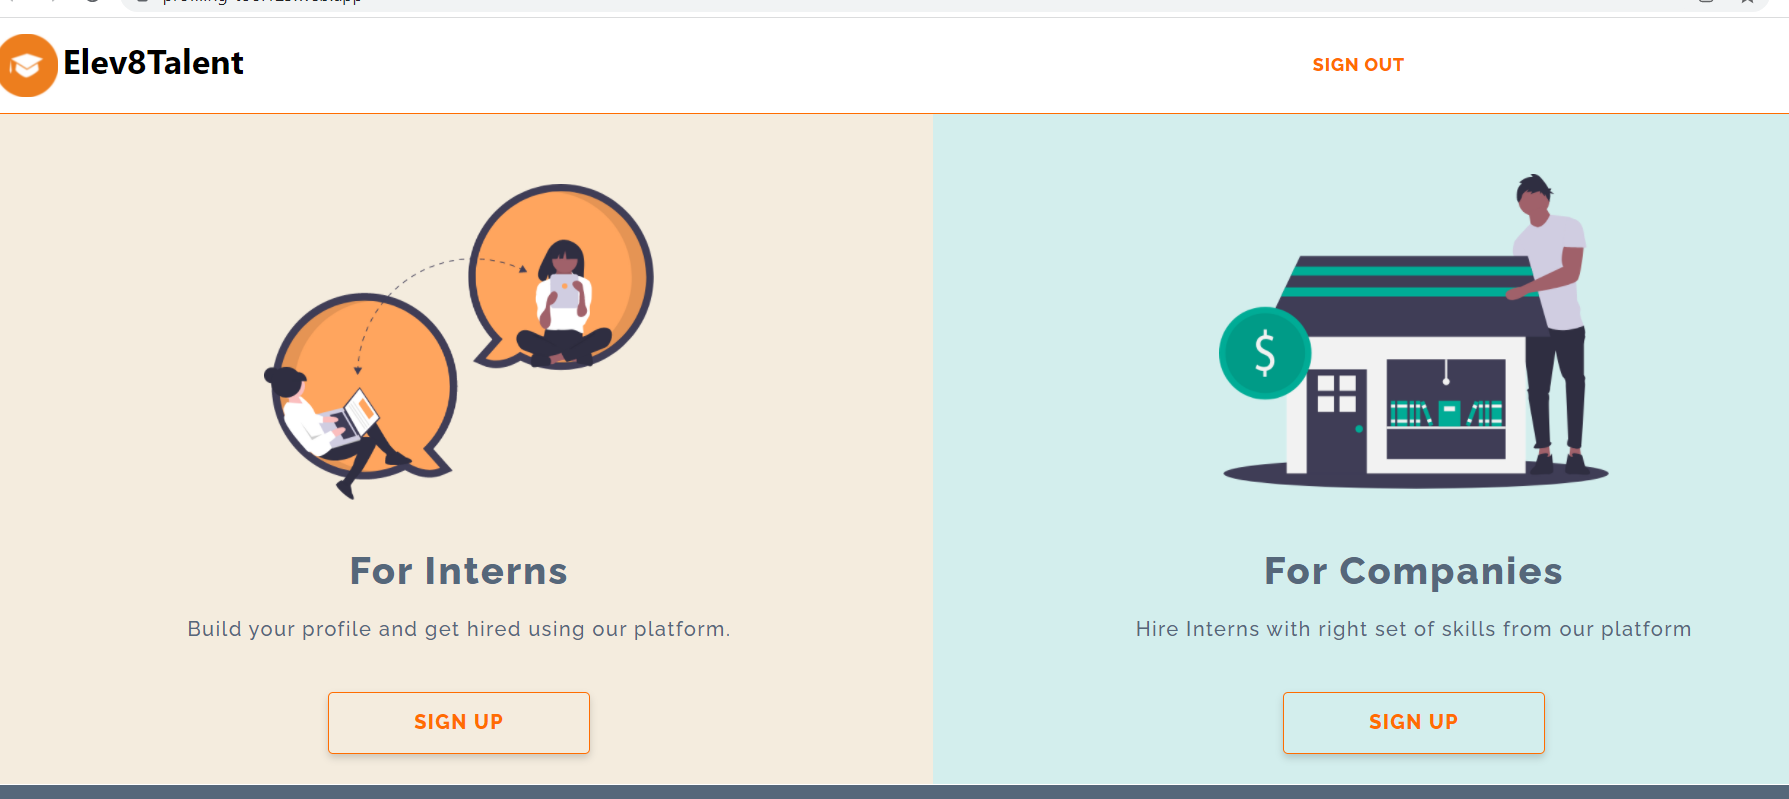 Elev8Talent
SIGN OUT
$
For Interns
Build your profile and get hired using our platform.
SIGN UP
For Companies
Hire Interns with right set of skills from our platform
SIGN UP